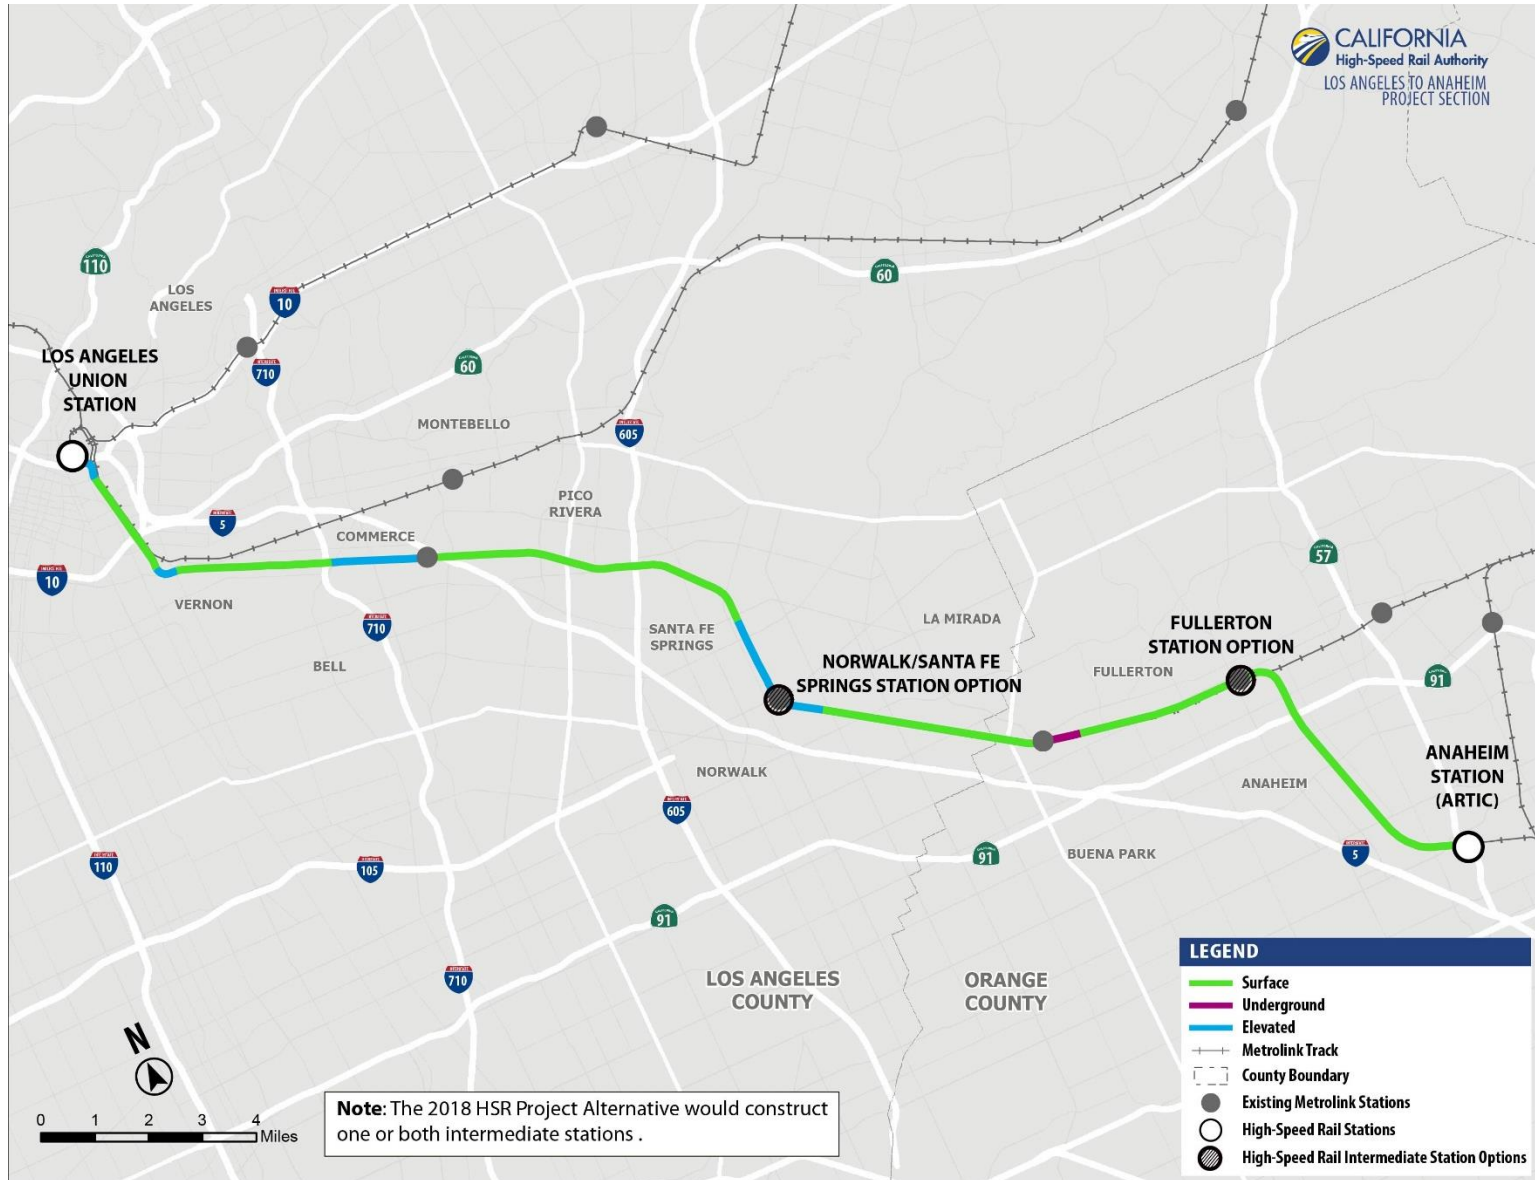 CALIFORNIA
High-Speed Rail Authority
LOS ANGELES TO ANAHEIM
PROJECT SECTION
110
LOS
ANGELES
10
60
LOS ANGELES
UNION
STATION
710
60
MONTEBELLO
605
PICO
RIVERA
5
COMMERCE
57
10
VERNON
710
SANTA FE
SPRINGS
LA MIRADA
FULLERTON
STATION OPTION
BELL
NORWALK/SANTA FE
SPRINGS STATION OPTION
FULLERTON
91
NORWALK
ANAHEIM
ANAHEIM
STATION
(ARTIC)
605
110
105
91
BUENA PARK
5
91
710
LOS ANGELES
COUNTY
ORANGE
COUNTY
LEGEND
Surface
Underground
Elevated
Metrolink Track
County Boundary
Existing Metrolink Stations
High-Speed Rail Stations
High-Speed Rail Intermediate Station Options
N
0 1 2 3 4
Miles
Note: The 2018 HSR Project Alternative would construct
one or both intermediate stations .